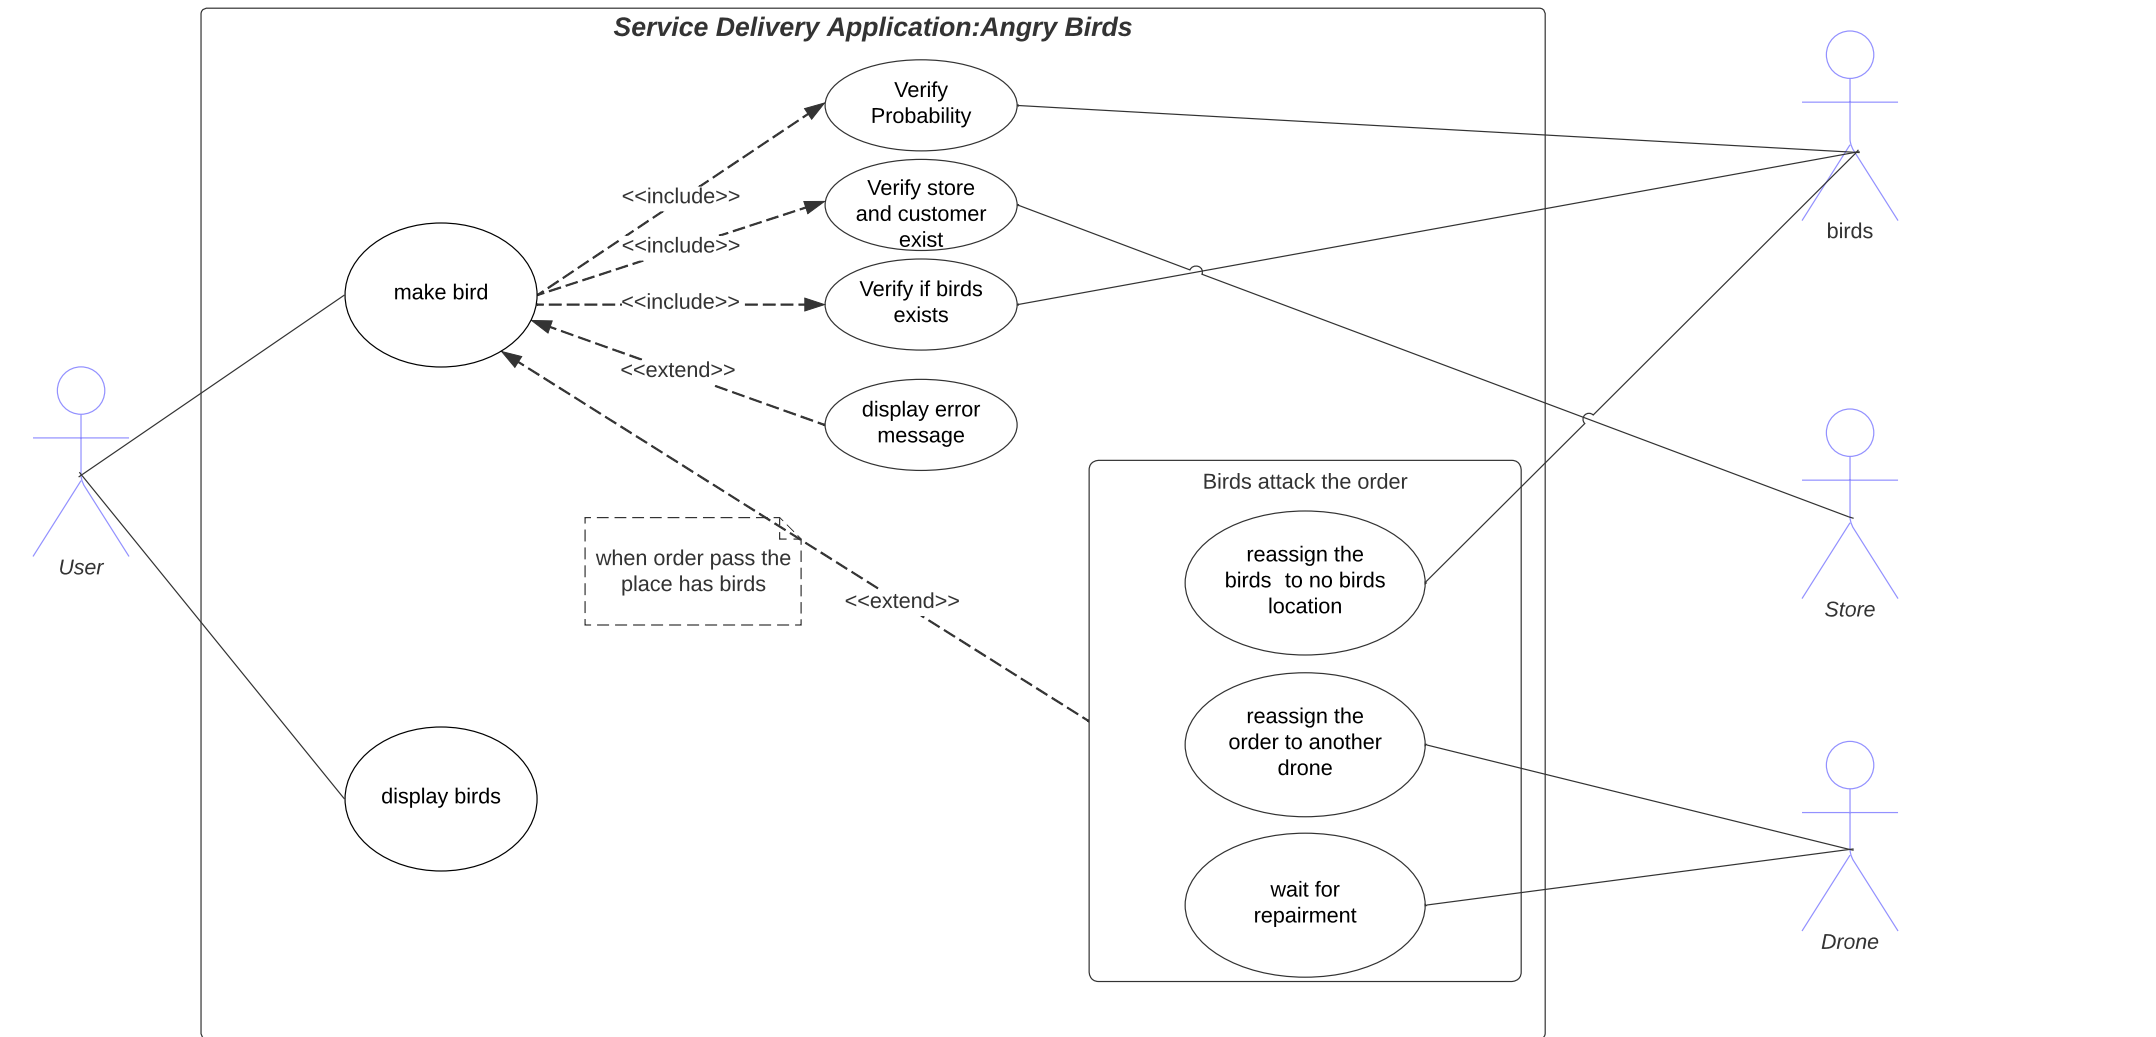 Service Delivery Application:Angry Birds
Verify
Probability
<<include>>
Verify store
and customer
exist
<<include>>
make bird
<<include>>
Verify if birds
exists
<<extend>>
display error
message
birds
User
Birds attack the order
when order pass the
place has birds
<<extend>>
reassign the
birds  to no birds
location
Store
reassign the
order to another
drone
display birds
wait for
repairment
Drone